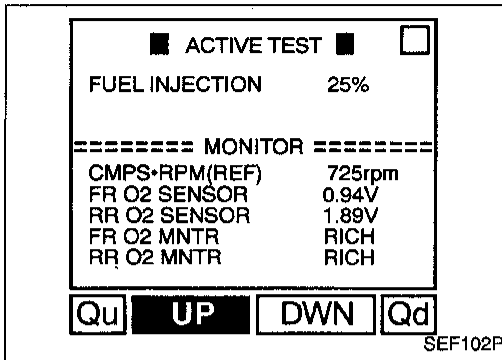 ACTIVE TEST
FUEL INJECTION 25%
======== MONITOR ========
CMPS•RPM(REF) 725rpm
FR O2 SENSOR 0.94V
RR O2 SENSOR 1.89V
FR O2 MNTR RICH
RR O2 MNTR RICH
Qu UP DWN Qd
SEF102P